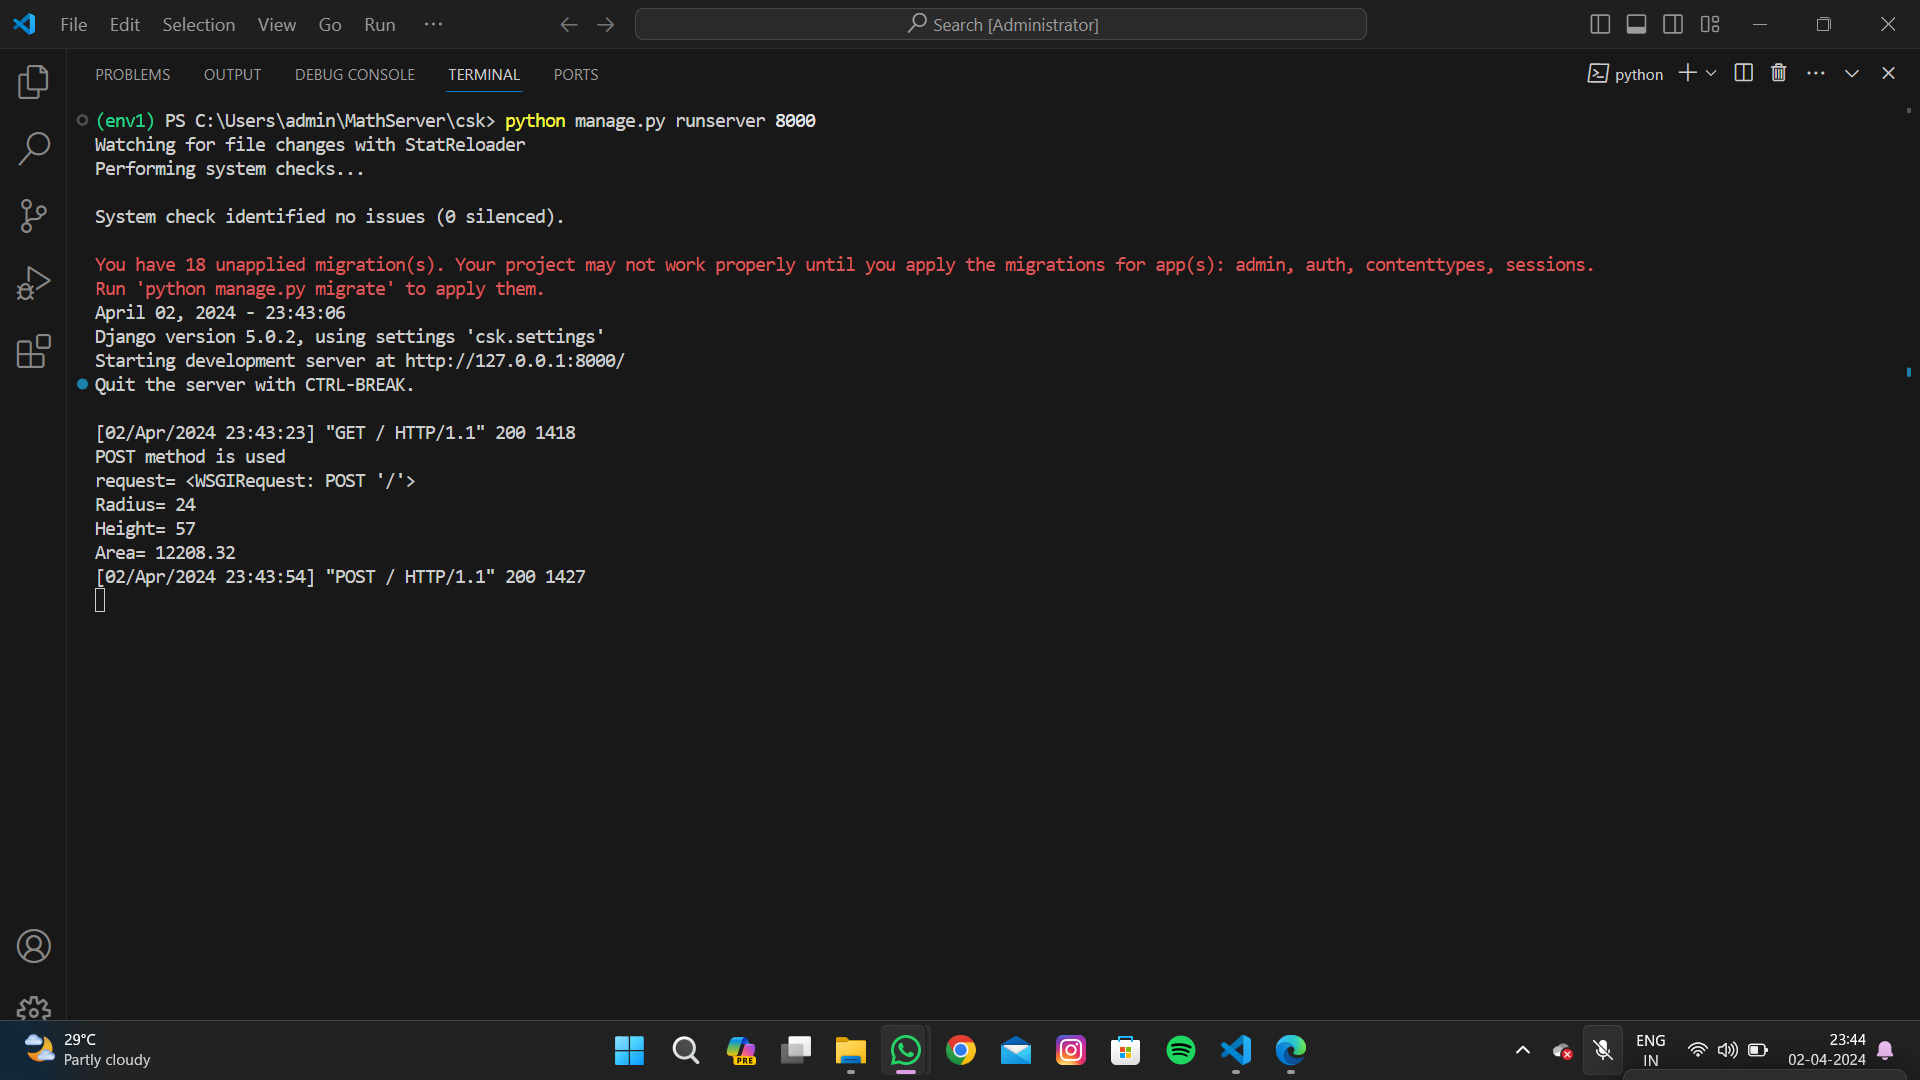 File Edit Selection View Go Run ···
Search [Administrator]
PROBLEMS OUTPUT DEBUG CONSOLE TERMINAL PORTS
python
(env1) PS C:\Users\admin\MathServer\csk> python manage.py runserver 8000
Watching for file changes with StatReloader
Performing system checks...
System check identified no issues (0 silenced).
You have 18 unapplied migration(s). Your project may not work properly until you apply the migrations for app(s): admin, auth, contenttypes, sessions.
Run 'python manage.py migrate' to apply them.
April 02, 2024 - 23:43:06
Django version 5.0.2, using settings 'csk.settings'
Starting development server at http://127.0.0.1:8000/
Quit the server with CTRL-BREAK.
[02/Apr/2024 23:43:23] "GET / HTTP/1.1" 200 1418
POST method is used
request= <WSGIRequest: POST '/'>
Radius= 24
Height= 57
Area= 12208.32
[02/Apr/2024 23:43:54] "POST / HTTP/1.1" 200 1427
29°C
Partly cloudy
PRE
ENG
IN
23:44
02-04-2024